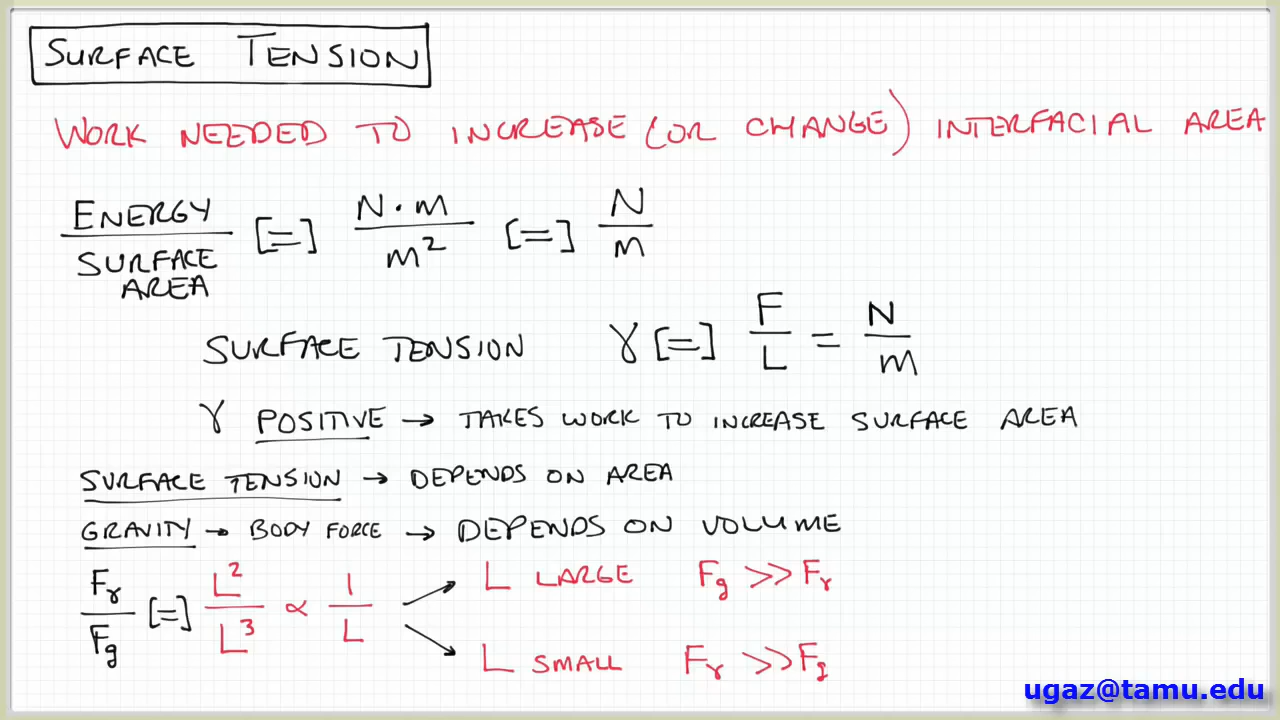 SURFACE TENSION
WORK NEEDED TO INCREASE (OR CHANGE) INTERFACIAL AREA
ENERGY / SURFACE AREA [=] N·m / m² [=] N / m
SURFACE TENSION γ [=] F / L = N / m
γ POSITIVE → TAKES WORK TO INCREASE SURFACE AREA
SURFACE TENSION → DEPENDS ON AREA
GRAVITY → BODY FORCE → DEPENDS ON VOLUME
Fγ / Fg [=] L² / L³ ∝ 1 / L
L LARGE Fg >> Fγ
L SMALL Fγ >> Fg
ugaz@tamu.edu